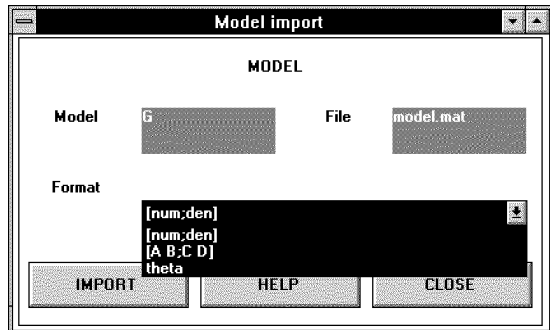 Model import
MODEL
Model G File model.mat
Format
[num;den]
[num;den]
[A B;C D]
theta
IMPORT HELP CLOSE